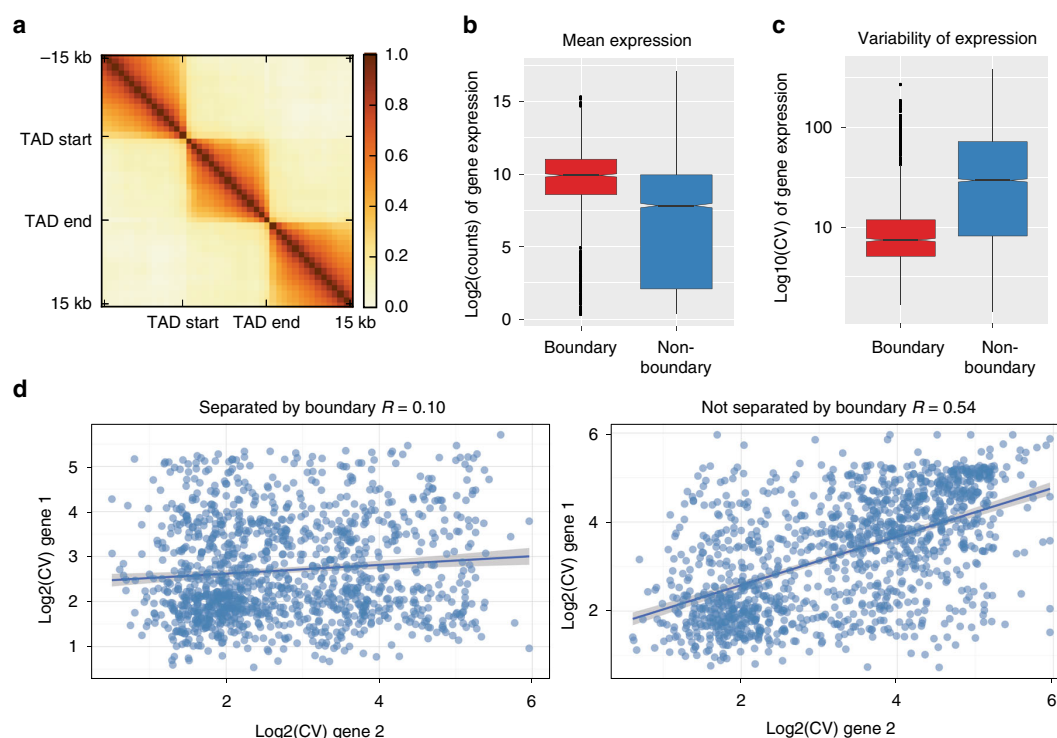 a
–15 kb
TAD start
TAD end
15 kb
TAD start TAD end 15 kb
1.0
0.8
0.6
0.4
0.2
0.0
b
Mean expression
Log2(counts) of gene expression
15
10
5
0
Boundary
Non-
boundary
c
Variability of expression
Log10(CV) of gene expression
100
10
Boundary
Non-
boundary
d
Separated by boundary R = 0.10
Log2(CV) gene 1
5
4
3
2
1
2 4 6
Log2(CV) gene 2
Not separated by boundary R = 0.54
Log2(CV) gene 1
6
4
2
2 4 6
Log2(CV) gene 2